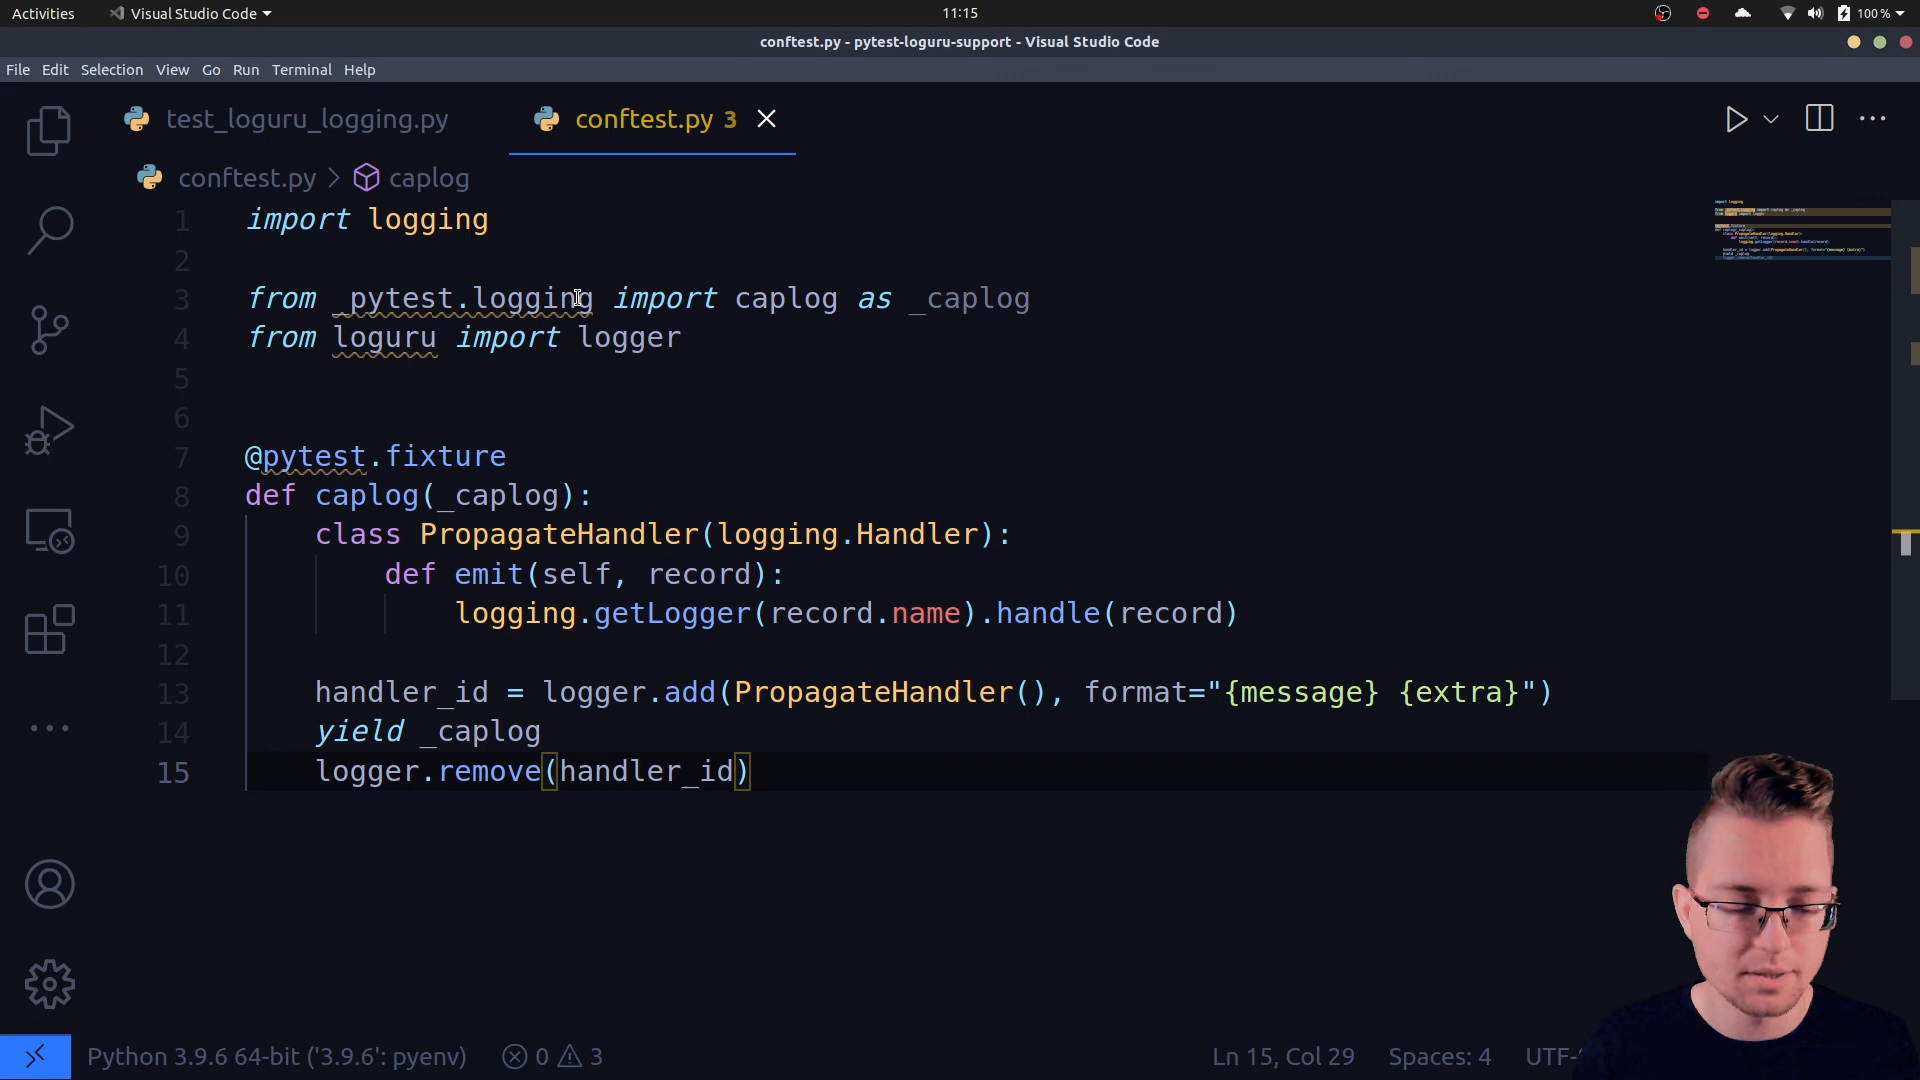 Activities
Visual Studio Code
11:15
100 %
conftest.py - pytest-loguru-support - Visual Studio Code
File Edit Selection View Go Run Terminal Help
test_loguru_logging.py
conftest.py 3
conftest.py > caplog
1 import logging
2
3 from _pytest.logging import caplog as _caplog
4 from loguru import logger
5
6
7 @pytest.fixture
8 def caplog(_caplog):
9 class PropagateHandler(logging.Handler):
10 def emit(self, record):
11 logging.getLogger(record.name).handle(record)
12
13 handler_id = logger.add(PropagateHandler(), format="{message} {extra}")
14 yield _caplog
15 logger.remove(handler_id)
Python 3.9.6 64-bit ('3.9.6': pyenv)
0 3
Ln 15, Col 29
Spaces: 4